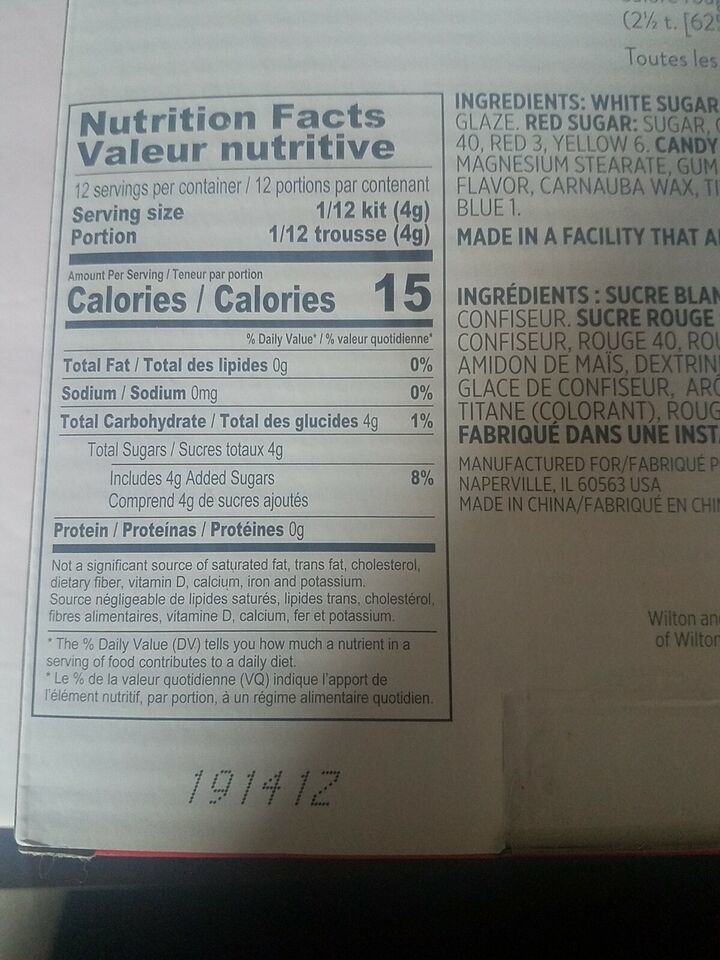 (2½ t. [62
Toutes les
Nutrition Facts
Valeur nutritive
12 servings per container / 12 portions par contenant
Serving size 1/12 kit (4g)
Portion 1/12 trousse (4g)
Amount Per Serving / Teneur par portion
Calories / Calories 15
% Daily Value* / % valeur quotidienne*
Total Fat / Total des lipides 0g 0%
Sodium / Sodium 0mg 0%
Total Carbohydrate / Total des glucides 4g 1%
Total Sugars / Sucres totaux 4g
Includes 4g Added Sugars 8%
Comprend 4g de sucres ajoutés
Protein / Proteínas / Protéines 0g
Not a significant source of saturated fat, trans fat, cholesterol,
dietary fiber, vitamin D, calcium, iron and potassium.
Source négligeable de lipides saturés, lipides trans, cholestérol,
fibres alimentaires, vitamine D, calcium, fer et potassium.
* The % Daily Value (DV) tells you how much a nutrient in a
serving of food contributes to a daily diet.
* Le % de la valeur quotidienne (VQ) indique l'apport de
l'élément nutritif, par portion, à un régime alimentaire quotidien.
191412
INGREDIENTS: WHITE SUGAR
GLAZE. RED SUGAR: SUGAR,
40, RED 3, YELLOW 6. CANDY
MAGNESIUM STEARATE, GUM
FLAVOR, CARNAUBA WAX, TI
BLUE 1.
MADE IN A FACILITY THAT A
INGRÉDIENTS : SUCRE BLAN
CONFISEUR. SUCRE ROUGE
CONFISEUR, ROUGE 40, ROU
AMIDON DE MAÏS, DEXTRIN
GLACE DE CONFISEUR, ARÔ
TITANE (COLORANT), ROUG
FABRIQUÉ DANS UNE INST
MANUFACTURED FOR/FABRIQUÉ P
NAPERVILLE, IL 60563 USA
MADE IN CHINA/FABRIQUÉ EN CHI
Wilton an
of Wilton